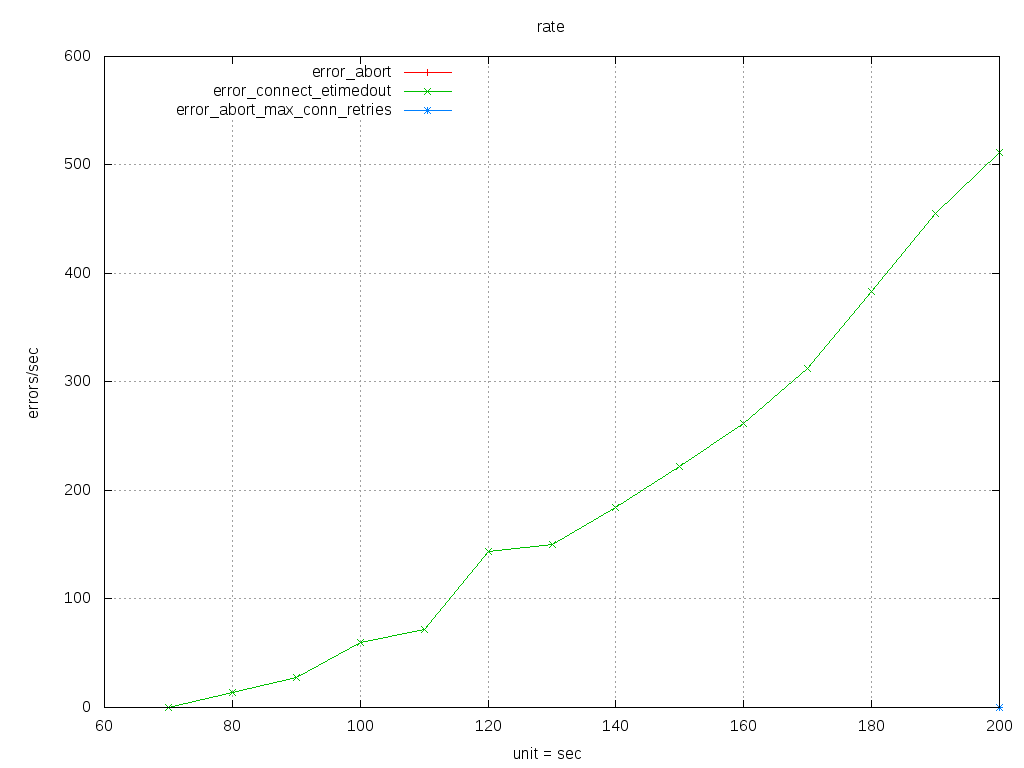 rate
600
500
400
300
200
100
0
errors/sec
error_abort
error_connect_etimedout
error_abort_max_conn_retries
60 80 100 120 140 160 180 200
unit = sec